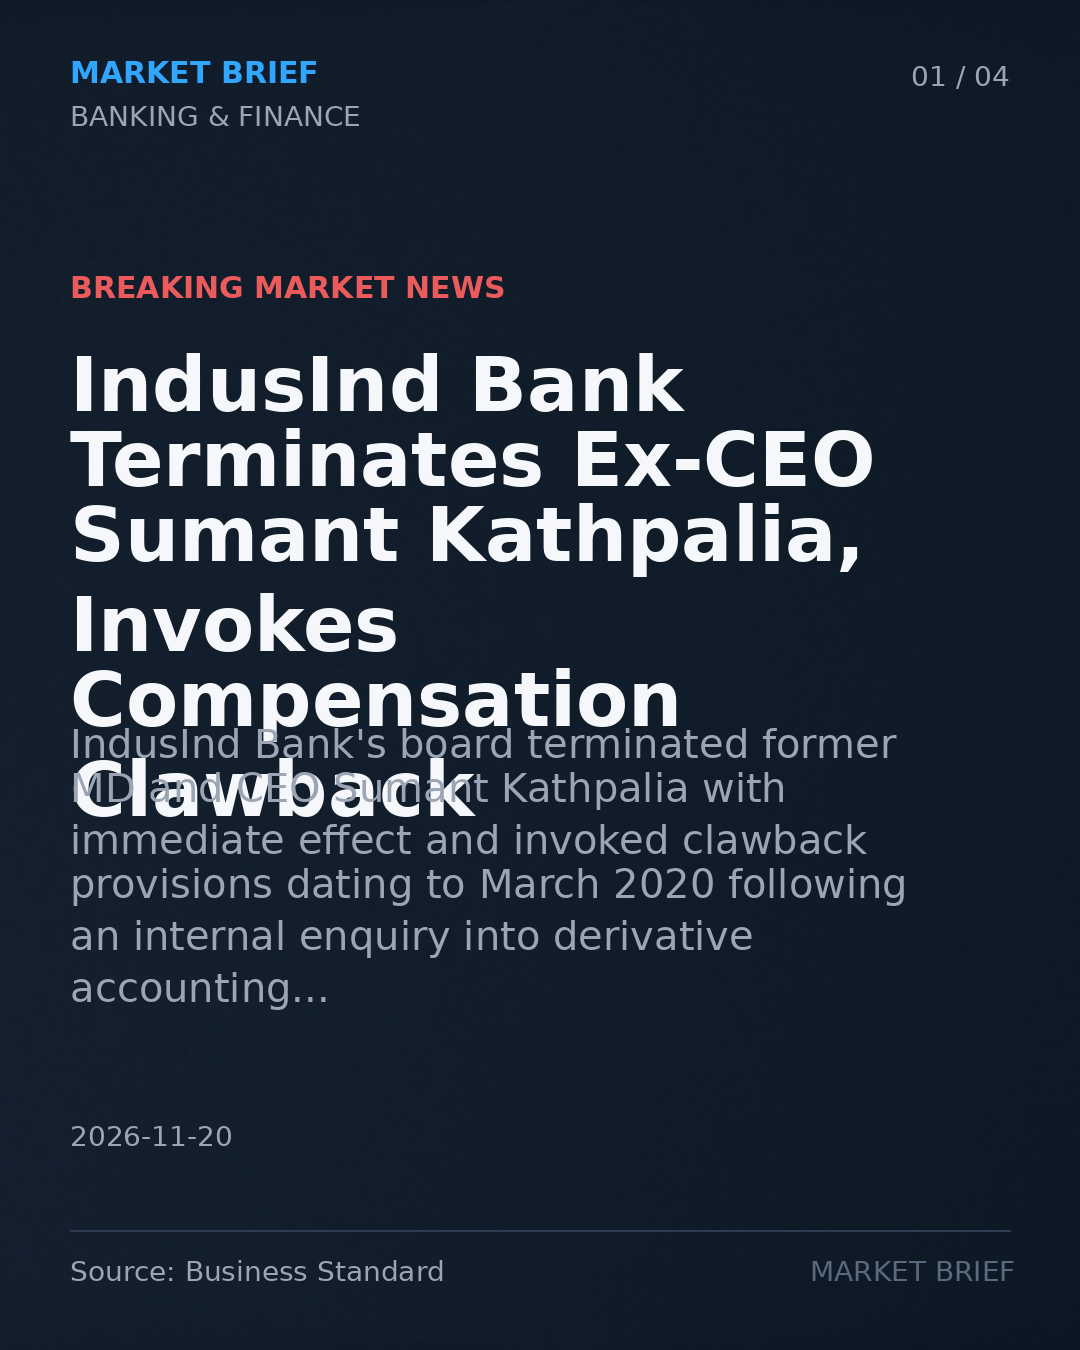 MARKET BRIEF
01 / 04
BANKING & FINANCE
BREAKING MARKET NEWS
IndusInd Bank
Terminates Ex-CEO
Sumant Kathpalia,
Invokes
Compensation
Clawback
IndusInd Bank's board terminated former
MD and CEO Sumant Kathpalia with
immediate effect and invoked clawback
provisions dating to March 2020 following
an internal enquiry into derivative
accounting...
2026-11-20
Source: Business Standard
MARKET BRIEF